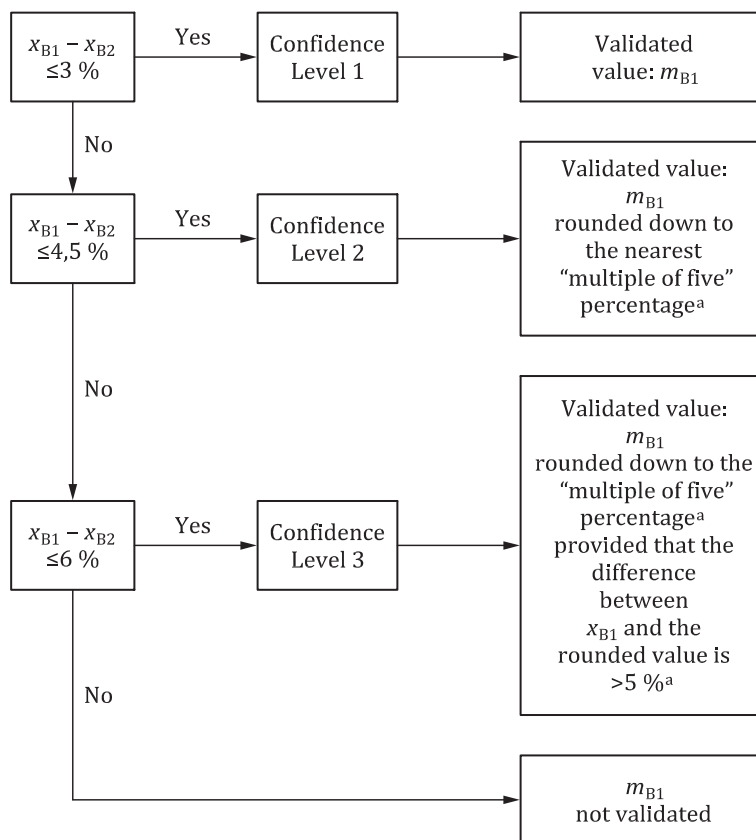 x_B1 – x_B2
≤3 %
Yes
Confidence
Level 1
Validated
value: m_B1
No
x_B1 – x_B2
≤4,5 %
Yes
Confidence
Level 2
Validated value:
m_B1
rounded down to
the nearest
“multiple of five”
percentageᵃ
No
x_B1 – x_B2
≤6 %
Yes
Confidence
Level 3
Validated value:
m_B1
rounded down to the
“multiple of five”
percentageᵃ
provided that the
difference
between
x_B1 and the
rounded value is
>5 %ᵃ
No
m_B1
not validated